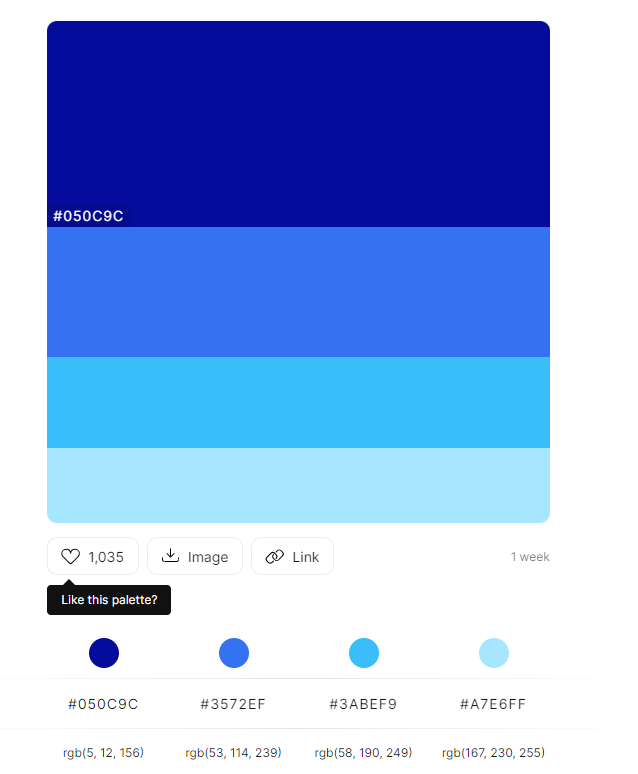 #050C9C
1,035 Image Link 1 week
Like this palette?
#050C9C #3572EF #3ABEF9 #A7E6FF
rgb(5, 12, 156) rgb(53, 114, 239) rgb(58, 190, 249) rgb(167, 230, 255)